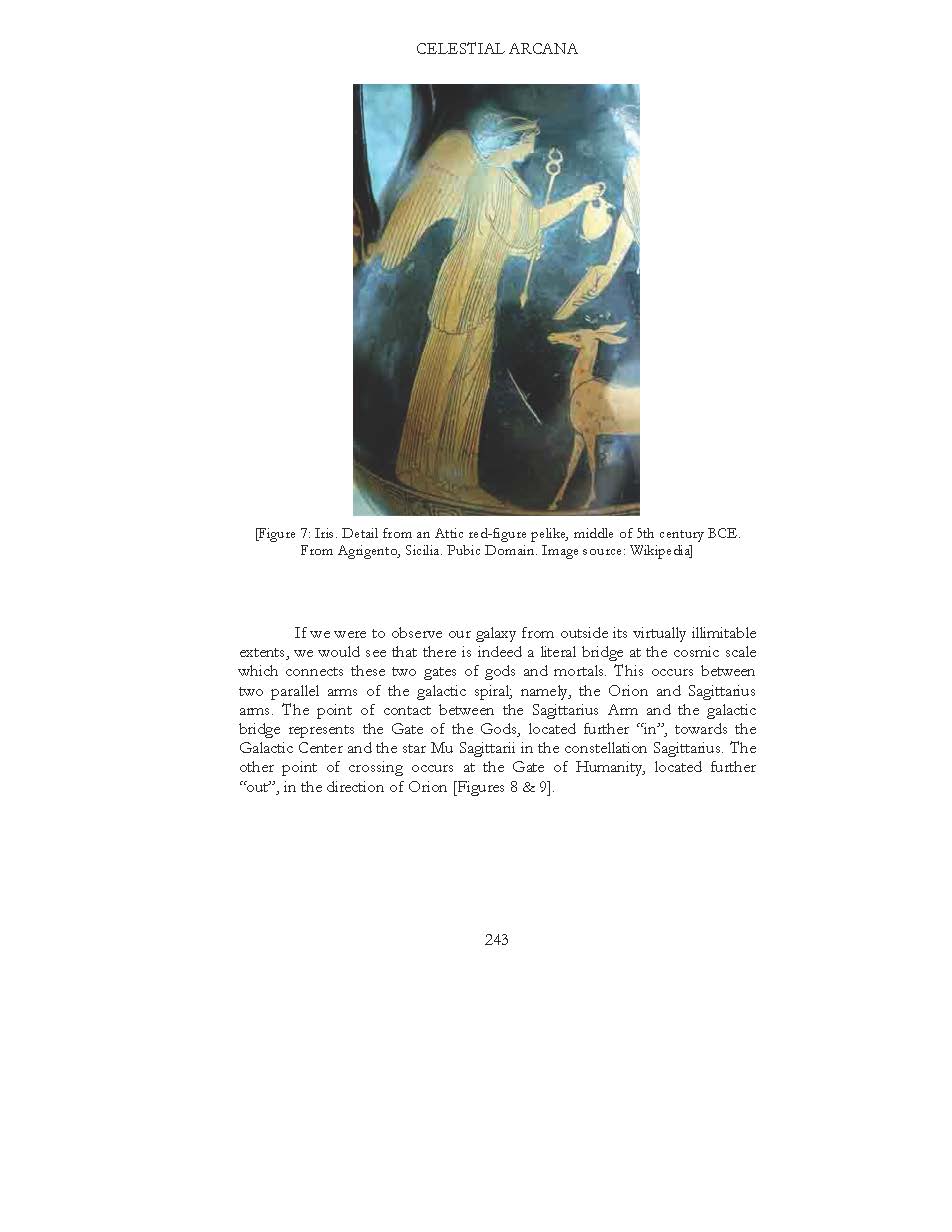 CELESTIAL ARCANA
[Figure 7: Iris. Detail from an Attic red-figure pelike, middle of 5th century BCE.
From Agrigento, Sicilia. Pubic Domain. Image source: Wikipedia]
If we were to observe our galaxy from outside its virtually illimitable
extents, we would see that there is indeed a literal bridge at the cosmic scale
which connects these two gates of gods and mortals. This occurs between
two parallel arms of the galactic spiral; namely, the Orion and Sagittarius
arms. The point of contact between the Sagittarius Arm and the galactic
bridge represents the Gate of the Gods, located further “in”, towards the
Galactic Center and the star Mu Sagittarii in the constellation Sagittarius. The
other point of crossing occurs at the Gate of Humanity, located further
“out”, in the direction of Orion [Figures 8 & 9].
243